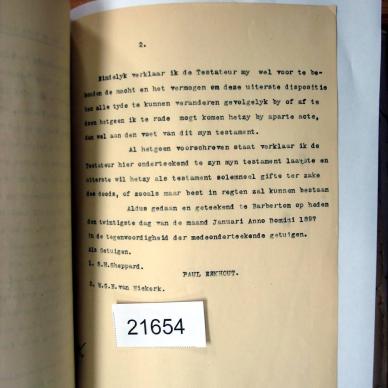 2.
Eindelyk verklaar ik de Testateur my wel voor te be-
houden de macht en het vermogen om deze uiterste dispositie
ten alle tyde te kunnen veranderen gevolgelyk by of af te
doen hetgeen ik te rade mogt komen hetzy by aparte acte,
dan wel aan den voet van dit myn testament.
Al hetgeen voorschreven staat verklaar ik de
Testateur hier onderteekend te zyn myn testament laagste en
uiterste wil hetzy als testament solemneel gifte ter zake
des doods, of zooals maar best in regten zal kunnen bestaan
Aldus gedaan en geteekend te Barberton op heden
den twintigste dag van de maand Januari Anno Domini 1897
in de tegenwoordigheid der medeonderteekende getuigen.
Als Getuigen.
1. S.H.Sheppard.
PAUL EEKHOUT.
2. W.G.H.van Niekerk.
21654